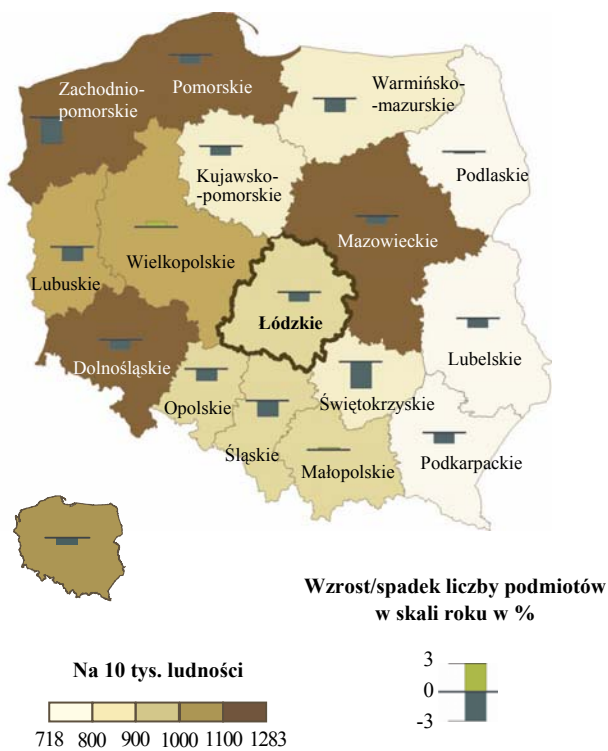 Zachodnio-
pomorskie
Pomorskie
Warmińsko-
-mazurskie
Kujawsko-
-pomorskie
Podlaskie
Mazowieckie
Wielkopolskie
Lubuskie
Łódzkie
Dolnośląskie
Lubelskie
Opolskie
Świętokrzyskie
Śląskie
Małopolskie
Podkarpackie
Wzrost/spadek liczby podmiotów
w skali roku w %
3
0
-3
Na 10 tys. ludności
718 800 900 1000 1100 1283